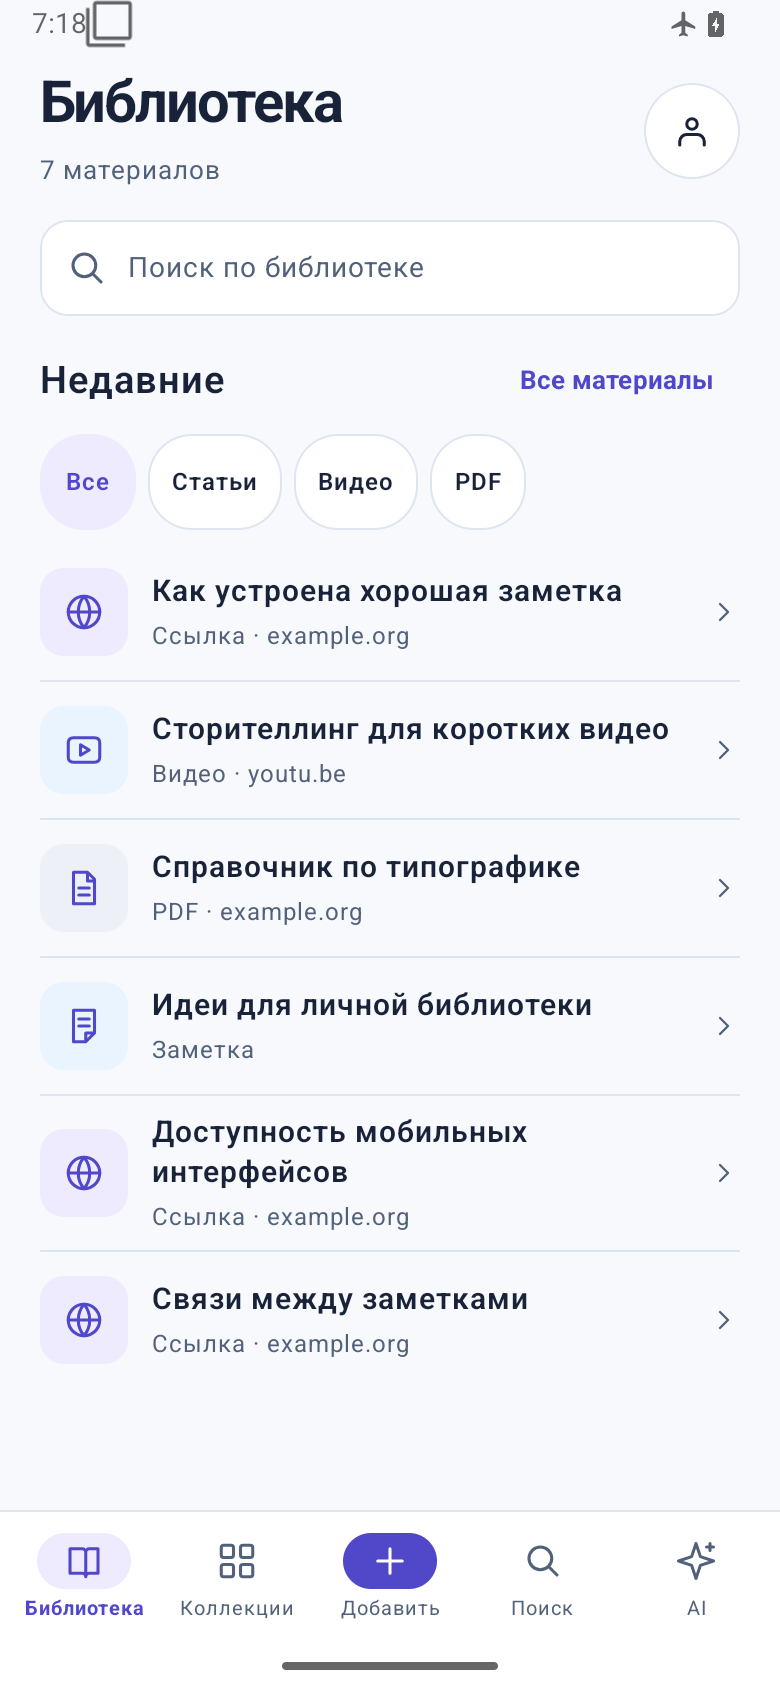 7:18
Библиотека
7 материалов
Поиск по библиотеке
Недавние
Все материалы
Все
Статьи
Видео
PDF
Как устроена хорошая заметка
Ссылка · example.org
Сторителлинг для коротких видео
Видео · youtu.be
Справочник по типографике
PDF · example.org
Идеи для личной библиотеки
Заметка
Доступность мобильных
интерфейсов
Ссылка · example.org
Связи между заметками
Ссылка · example.org
Библиотека
Коллекции
Добавить
Поиск
AI